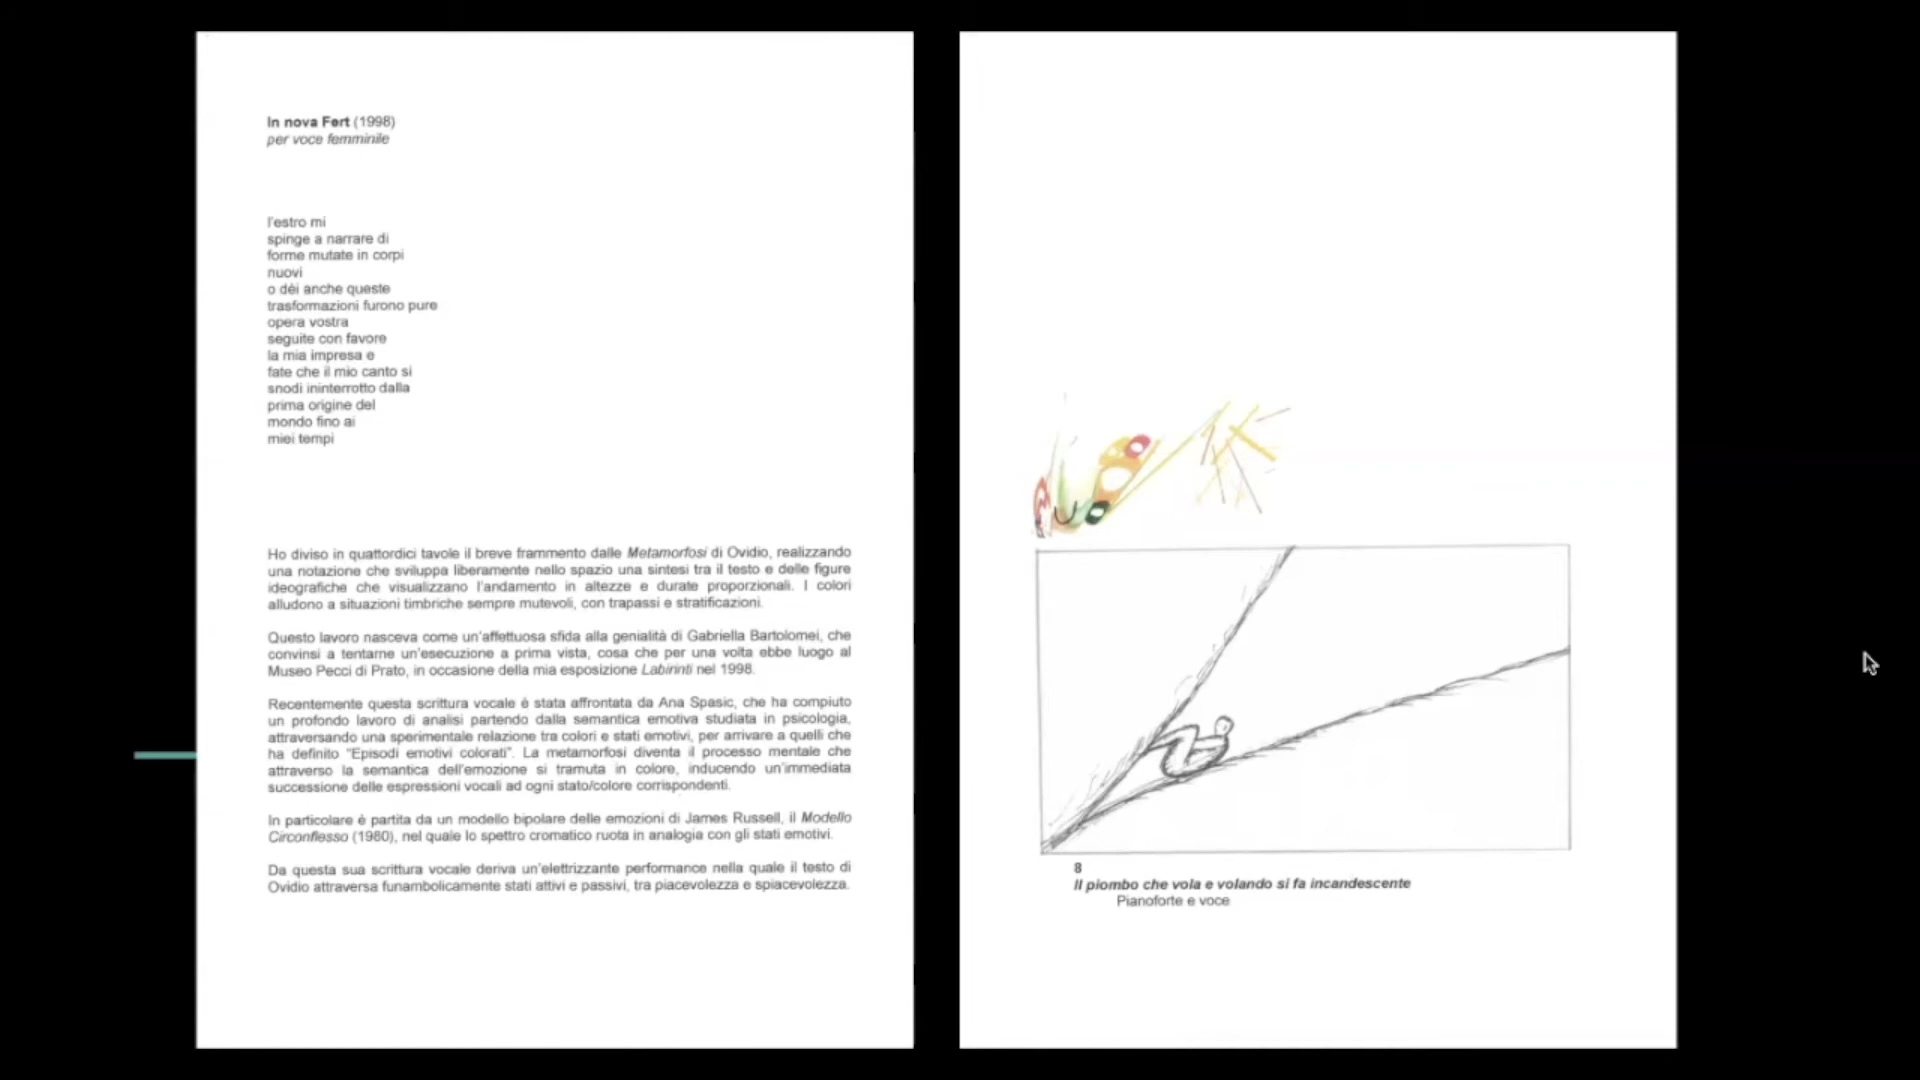 In nova Fert (1998)
per voce femminile
l'estro mi
spinge a narrare di
forme mutate in corpi
nuovi
o dèi anche queste
trasformazioni furono pure
opera vostra
seguite con favore
la mia impresa e
fate che il mio canto si
snodi ininterrotto dalla
prima origine del
mondo fino ai
miei tempi
Ho diviso in quattordici tavole il breve frammento dalle Metamorfosi di Ovidio, realizzando
una notazione che sviluppa liberamente nello spazio una sintesi tra il testo e delle figure
ideografiche che visualizzano l'andamento in altezze e durate proporzionali. I colori
alludono a situazioni timbriche sempre mutevoli, con trapassi e stratificazioni.
Questo lavoro nasceva come un'affettuosa sfida alla genialità di Gabriella Bartolomei, che
convinsi a tentarne un'esecuzione a prima vista, cosa che per una volta ebbe luogo al
Museo Pecci di Prato, in occasione della mia esposizione Labirinti nel 1998.
Recentemente questa scrittura vocale è stata affrontata da Ana Spasic, che ha compiuto
un profondo lavoro di analisi partendo dalla semantica emotiva studiata in psicologia,
attraversando una sperimentale relazione tra colori e stati emotivi, per arrivare a quelli che
ha definito "Episodi emotivi colorati". La metamorfosi diventa il processo mentale che
attraverso la semantica dell'emozione si tramuta in colore, inducendo un'immediata
successione delle espressioni vocali ad ogni stato/colore corrispondenti.
In particolare è partita da un modello bipolare delle emozioni di James Russell, il Modello
Circonflesso (1980), nel quale lo spettro cromatico ruota in analogia con gli stati emotivi.
Da questa sua scrittura vocale deriva un'elettrizzante performance nella quale il testo di
Ovidio attraversa funambolicamente stati attivi e passivi, tra piacevolezza e spiacevolezza.
8
Il piombo che vola e volando si fa incandescente
Pianoforte e voce